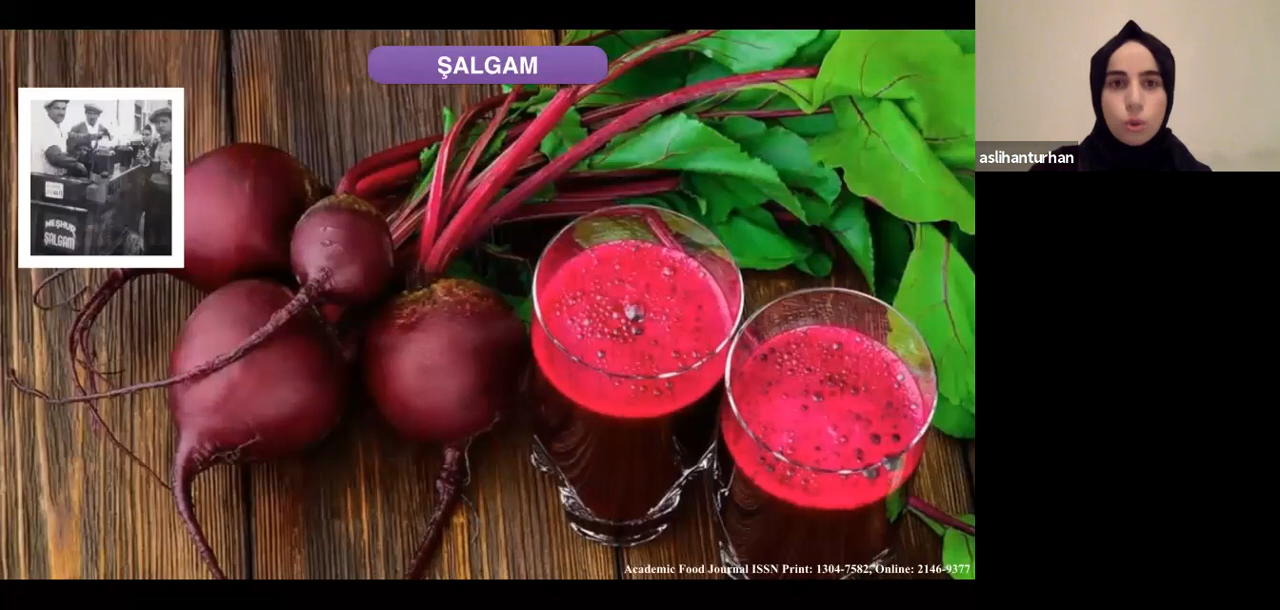 ŞALGAM
MEŞHUR
ŞALGAM
aslihanturhan
Academic Food Journal ISSN Print: 1304-7582, Online: 2146-9377